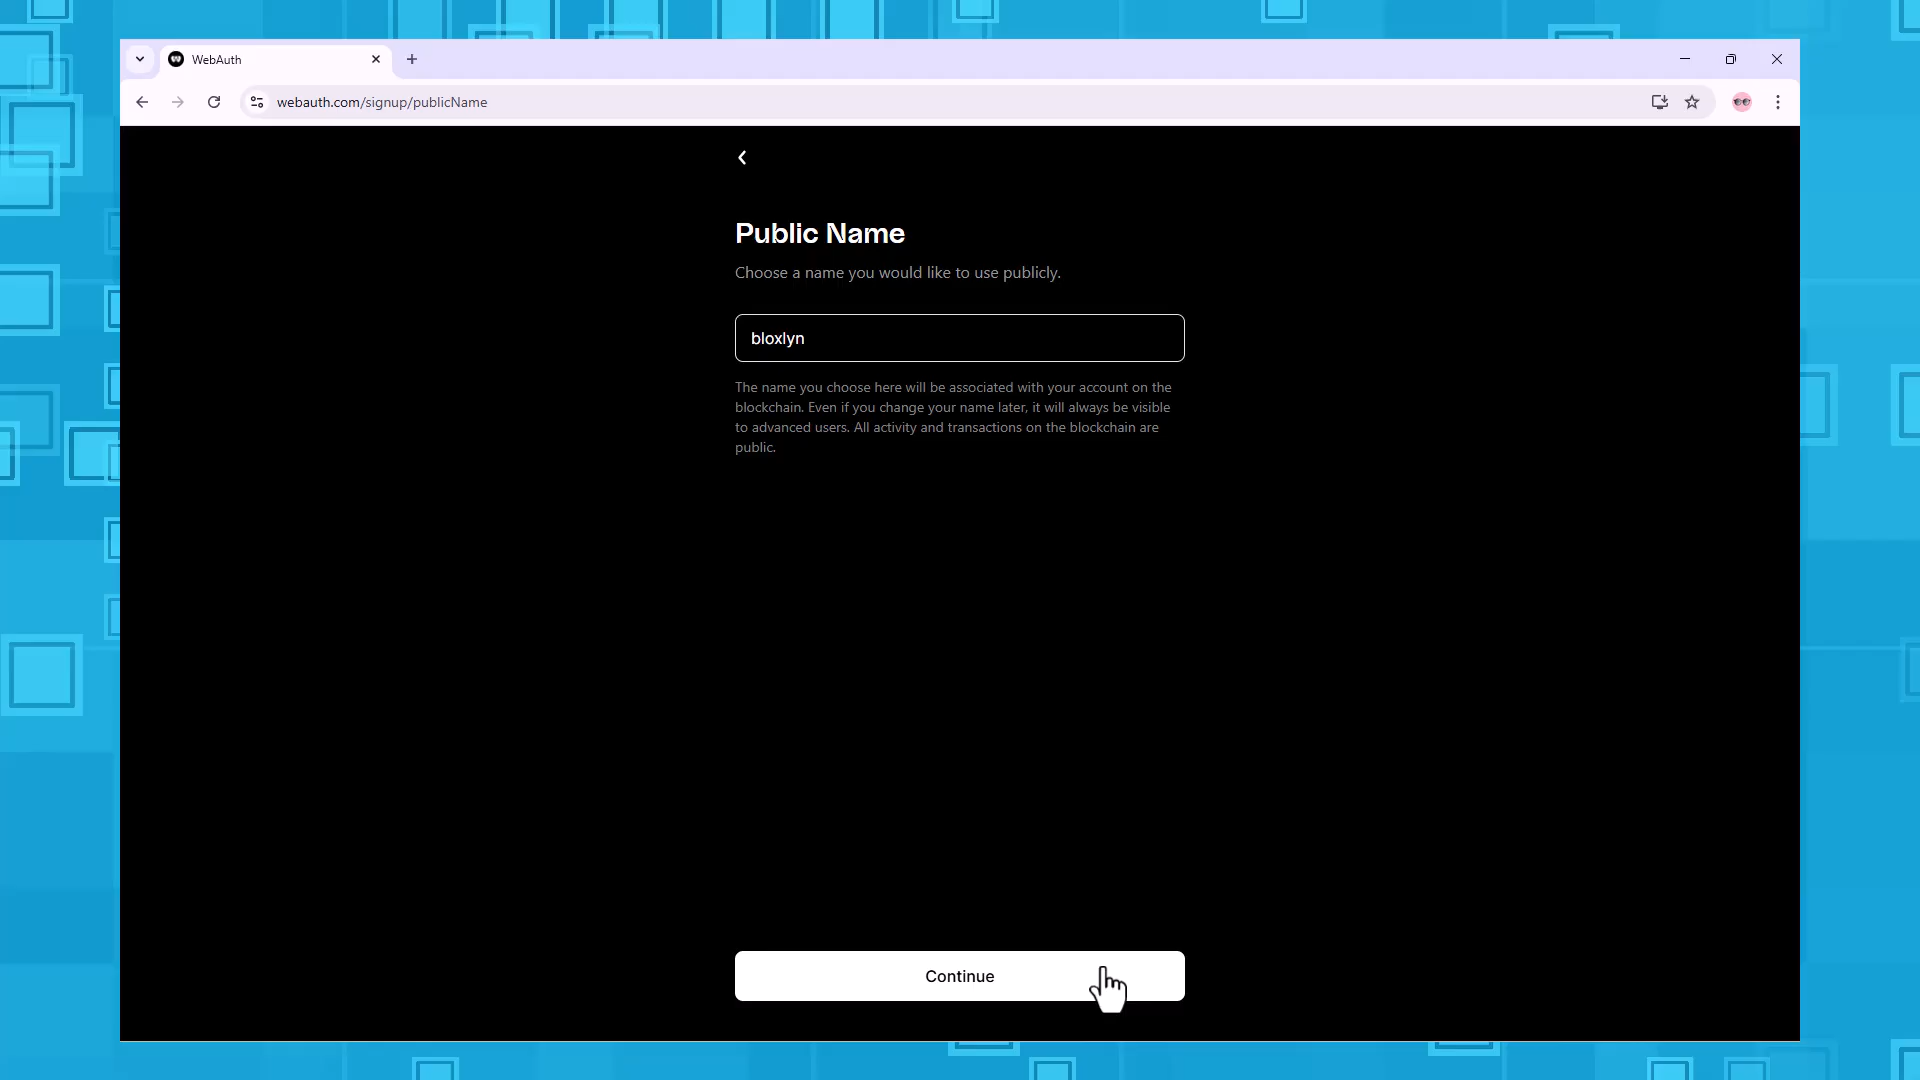 WebAuth
webauth.com/signup/publicName
Public Name
Choose a name you would like to use publicly.
bloxlyn
The name you choose here will be associated with your account on the
blockchain. Even if you change your name later, it will always be visible
to advanced users. All activity and transactions on the blockchain are
public.
Continue